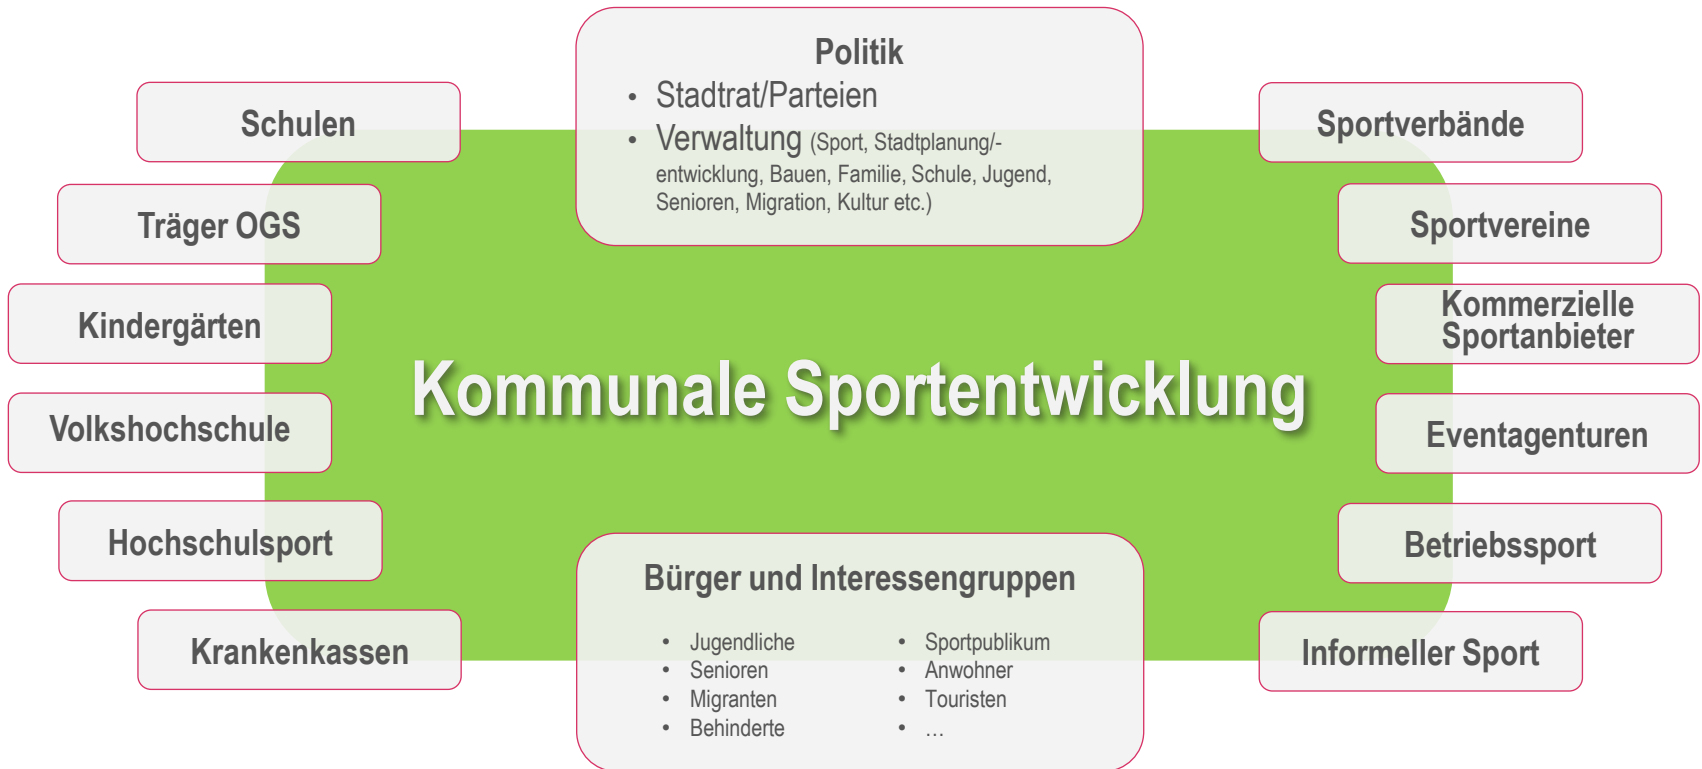 Politik
• Stadtrat/Parteien
• Verwaltung (Sport, Stadtplanung/-
entwicklung, Bauen, Familie, Schule, Jugend,
Senioren, Migration, Kultur etc.)
Schulen
Träger OGS
Kindergärten
Volkshochschule
Hochschulsport
Krankenkassen
Kommunale Sportentwicklung
Sportverbände
Sportvereine
Kommerzielle
Sportanbieter
Eventagenturen
Betriebssport
Informeller Sport
Bürger und Interessengruppen
• Jugendliche
• Senioren
• Migranten
• Behinderte
• Sportpublikum
• Anwohner
• Touristen
• …